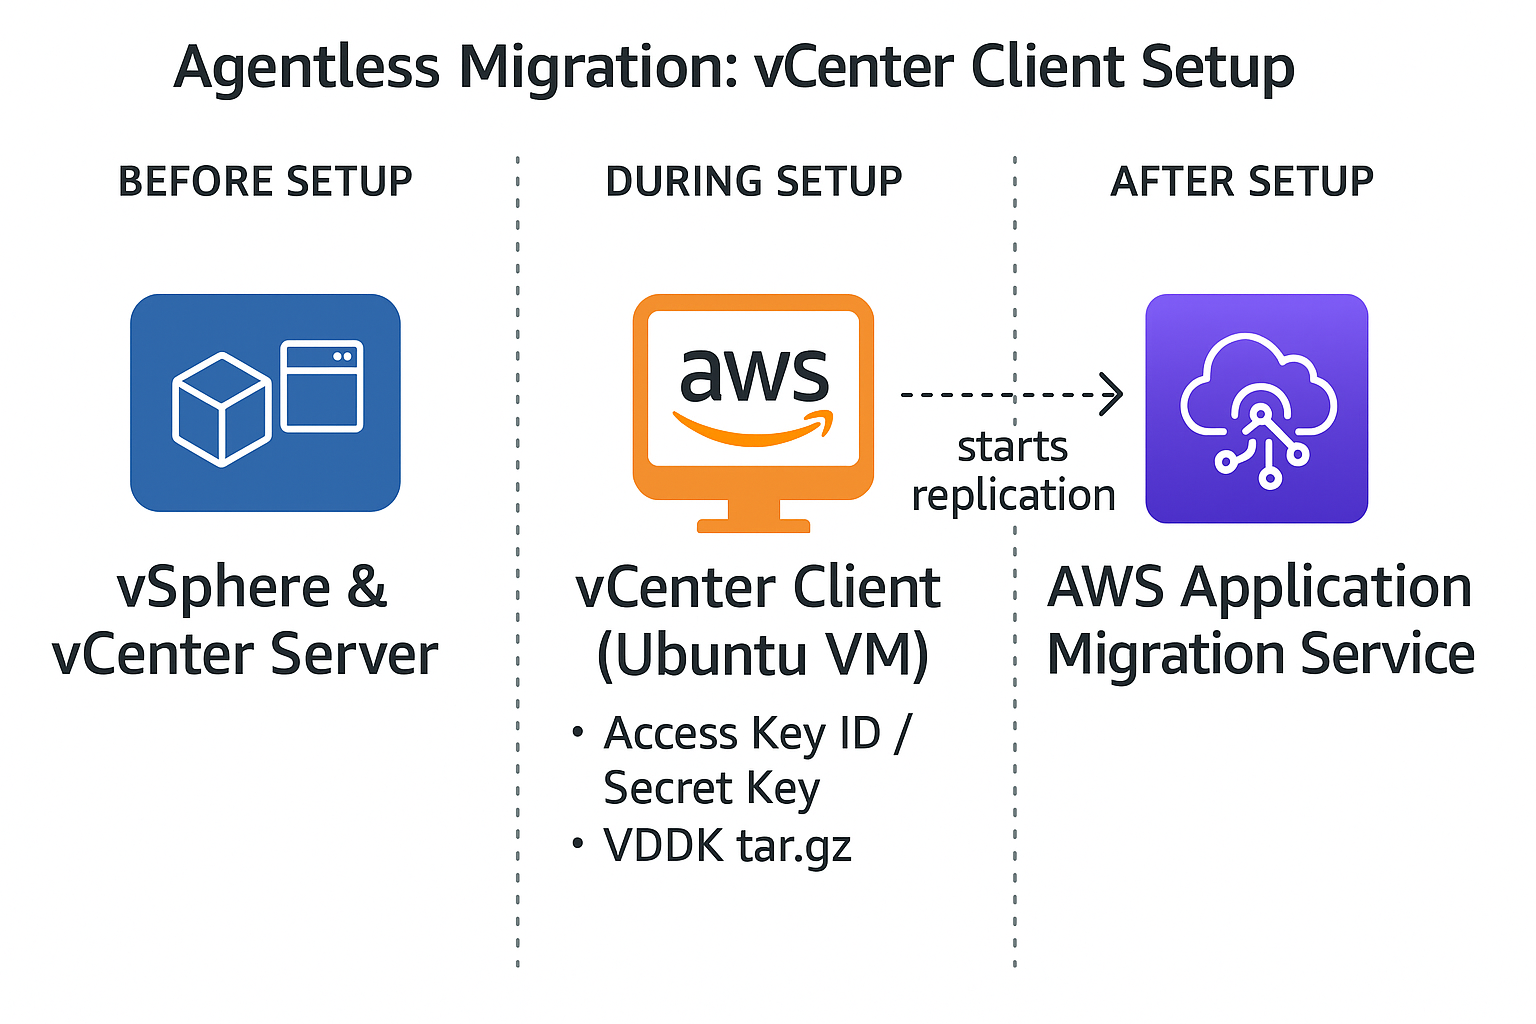 Agentless Migration: vCenter Client Setup
BEFORE SETUP
vSphere &
vCenter Server
DURING SETUP
aws
vCenter Client
(Ubuntu VM)
• Access Key ID /
Secret Key
• VDDK tar.gz
starts
replication
AFTER SETUP
AWS Application
Migration Service